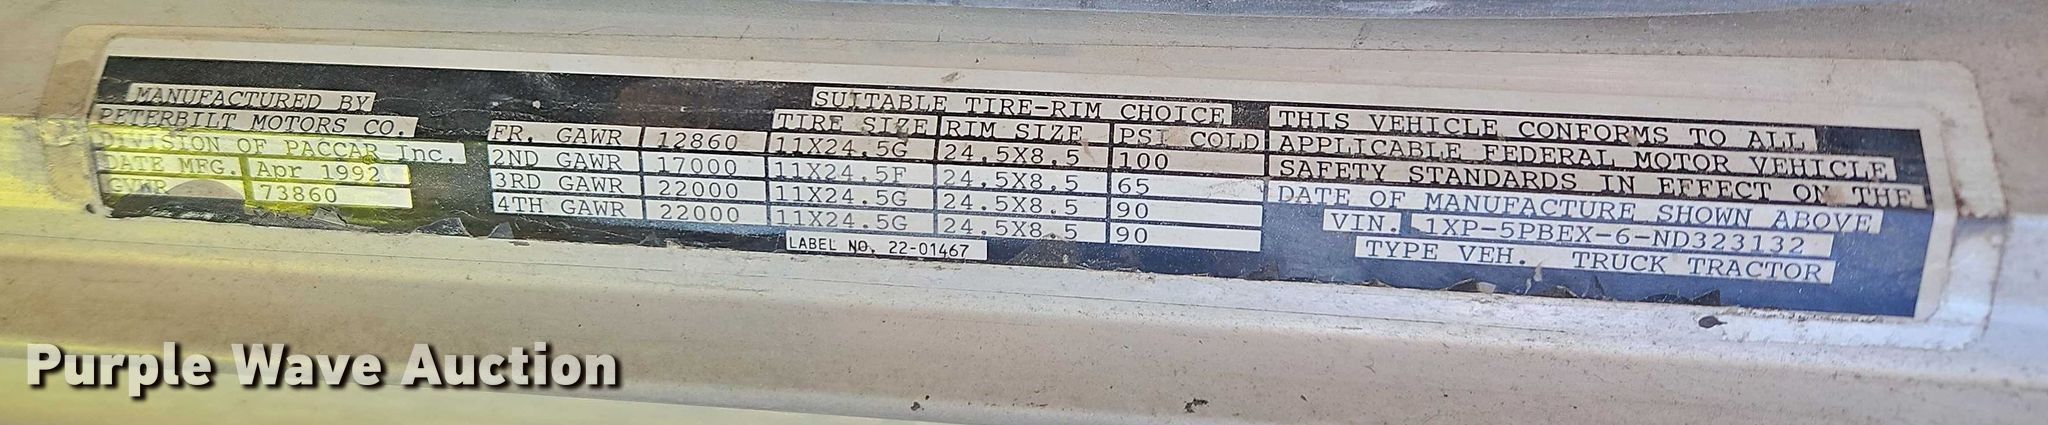 MANUFACTURED BY
PETERBILT MOTORS CO.
DIVISION OF PACCAR Inc.
DATE MFG. Apr 1992
GVWR 73860
SUITABLE TIRE-RIM CHOICE
TIRE SIZE RIM SIZE PSI COLD
FR. GAWR 12860 11X24.5G 24.5X8.5 100
2ND GAWR 17000 11X24.5F 24.5X8.5 65
3RD GAWR 22000 11X24.5G 24.5X8.5 90
4TH GAWR 22000 11X24.5G 24.5X8.5 90
LABEL NO. 22-01467
THIS VEHICLE CONFORMS TO ALL
APPLICABLE FEDERAL MOTOR VEHICLE
SAFETY STANDARDS IN EFFECT ON THE
DATE OF MANUFACTURE SHOWN ABOVE
VIN. 1XP-5PBEX-6-ND323132
TYPE VEH. TRUCK TRACTOR
Purple Wave Auction